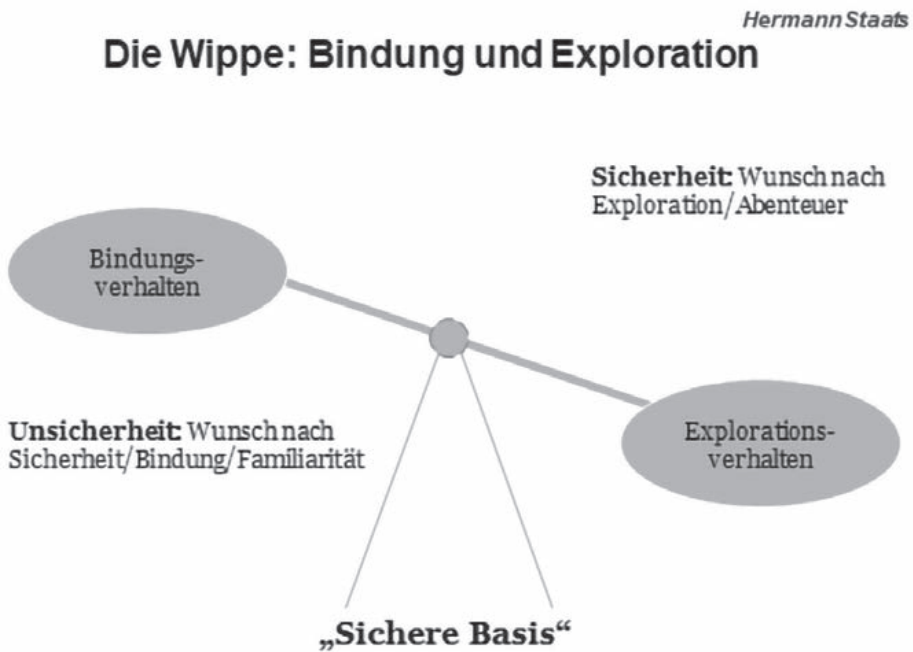 Hermann Staats
Die Wippe: Bindung und Exploration
Sicherheit: Wunsch nach
Exploration/Abenteuer
Bindungs-
verhalten
Unsicherheit: Wunsch nach
Sicherheit/Bindung/Familiarität
Explorations-
verhalten
„Sichere Basis“